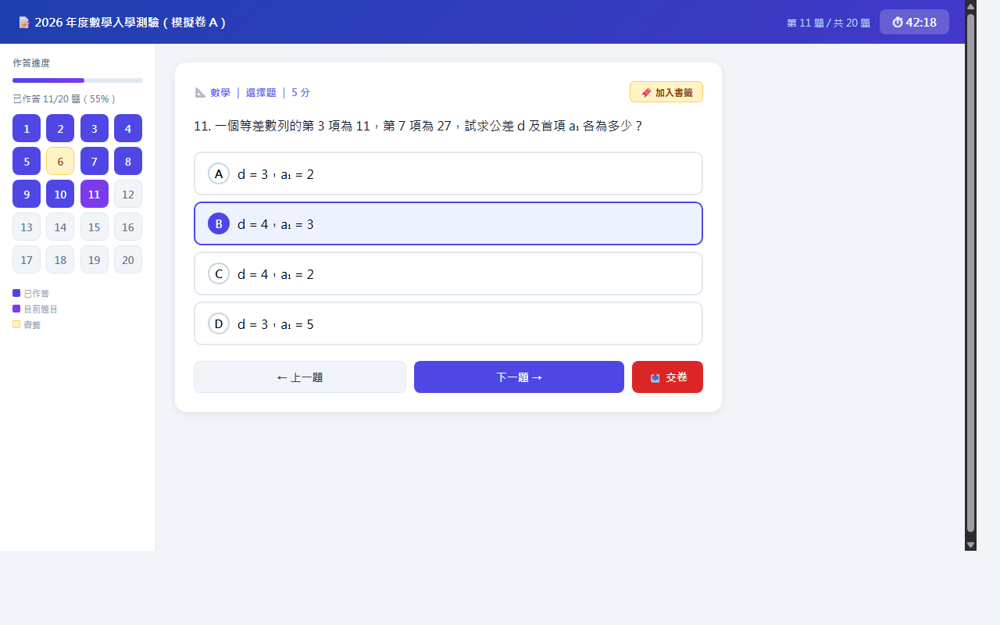 2026 年度數學入學測驗（模擬卷 A）
第 11 題 / 共 20 題
⏱ 42:18
作答進度
已作答 11/20 題（55%）
1 2 3 4
5 6 7 8
9 10 11 12
13 14 15 16
17 18 19 20
已作答
目前題目
書籤
數學 | 選擇題 | 5 分
加入書籤
11. 一個等差數列的第 3 項為 11，第 7 項為 27，試求公差 d 及首項 a₁ 各為多少？
A d = 3，a₁ = 2
B d = 4，a₁ = 3
C d = 4，a₁ = 2
D d = 3，a₁ = 5
← 上一題
下一題 →
交卷